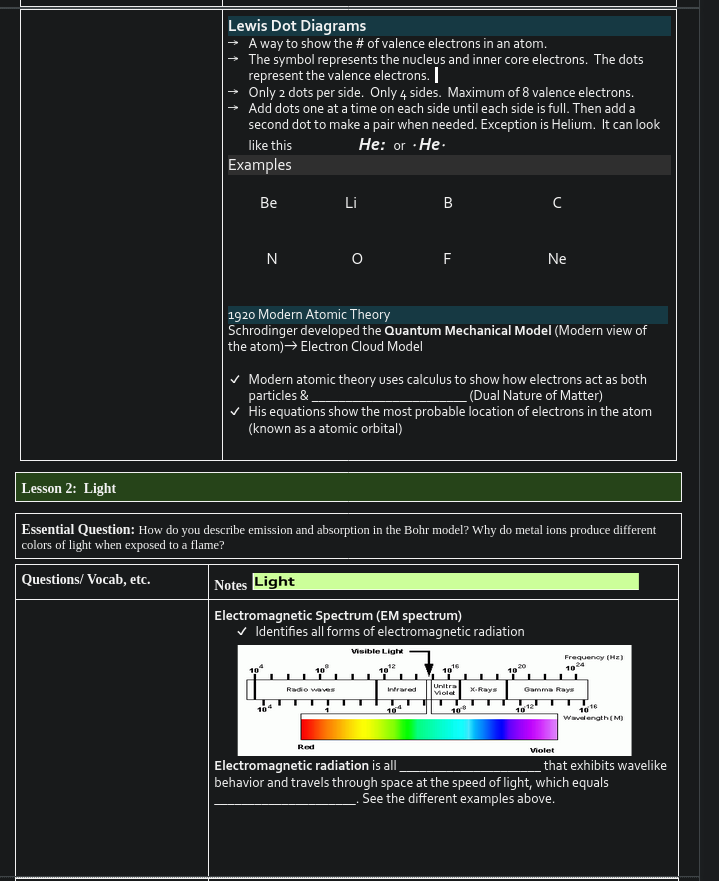 Lewis Dot Diagrams
→ A way to show the # of valence electrons in an atom.
→ The symbol represents the nucleus and inner core electrons. The dots
represent the valence electrons.
→ Only 2 dots per side. Only 4 sides. Maximum of 8 valence electrons.
→ Add dots one at a time on each side until each side is full. Then add a
second dot to make a pair when needed. Exception is Helium. It can look
like this He: or ·He·
Examples
Be Li B C
N O F Ne
1920 Modern Atomic Theory
Schrodinger developed the Quantum Mechanical Model (Modern view of
the atom)→ Electron Cloud Model
✓ Modern atomic theory uses calculus to show how electrons act as both
particles & ______________________ (Dual Nature of Matter)
✓ His equations show the most probable location of electrons in the atom
(known as a atomic orbital)
Lesson 2: Light
Essential Question: How do you describe emission and absorption in the Bohr model? Why do metal ions produce different
colors of light when exposed to a flame?
Questions/ Vocab, etc.
Notes Light
Electromagnetic Spectrum (EM spectrum)
✓ Identifies all forms of electromagnetic radiation
Visible Light
Frequency (Hz)
10^4 10^8 10^12 10^16 10^20 10^24
Radio waves Infrared Unltra Violet X-Rays Gamma Rays
10^4 1 10^-4 10^-8 10^-12 10^-16
Wavelength (M)
Red Violet
Electromagnetic radiation is all ____________________ that exhibits wavelike
behavior and travels through space at the speed of light, which equals
____________________. See the different examples above.